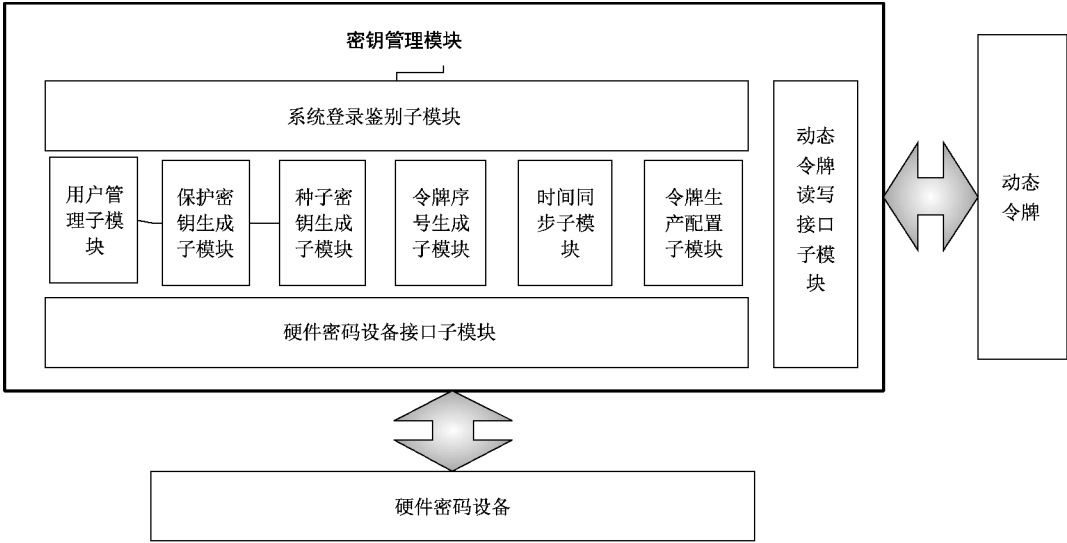 密钥管理模块
系统登录鉴别子模块
用户管
理子模
块
保护密
钥生成
子模块
种子密
钥生成
子模块
令牌序
号生成
子模块
时间同
步子模
块
令牌生
产配置
子模块
硬件密码设备接口子模块
动态
令牌
读写
接口
子模
块
动态
令牌
硬件密码设备